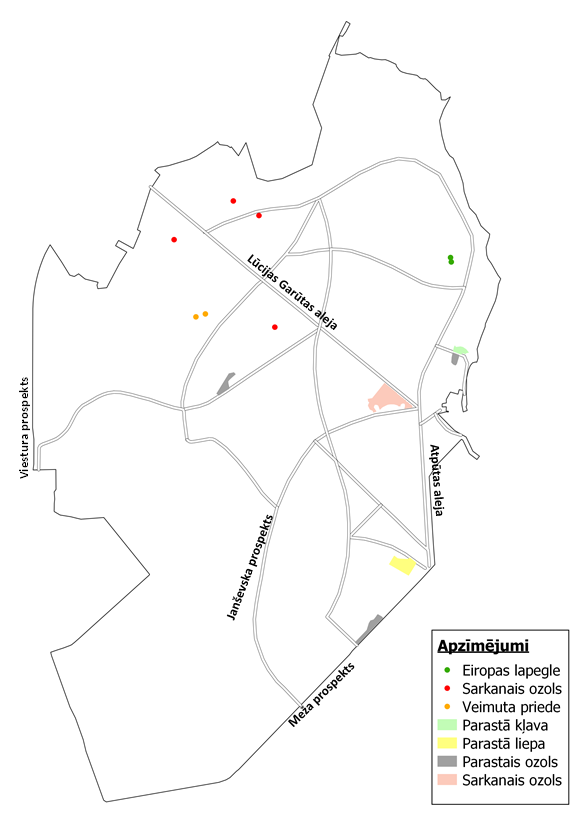 Lūcijas Garūtas aleja
Viestura prospekts
Atpūtas aleja
Janševska prospekts
Meža prospekts
Apzīmējumi
Eiropas lapegle
Sarkanais ozols
Veimuta priede
Parastā kļava
Parastā liepa
Parastais ozols
Sarkanais ozols